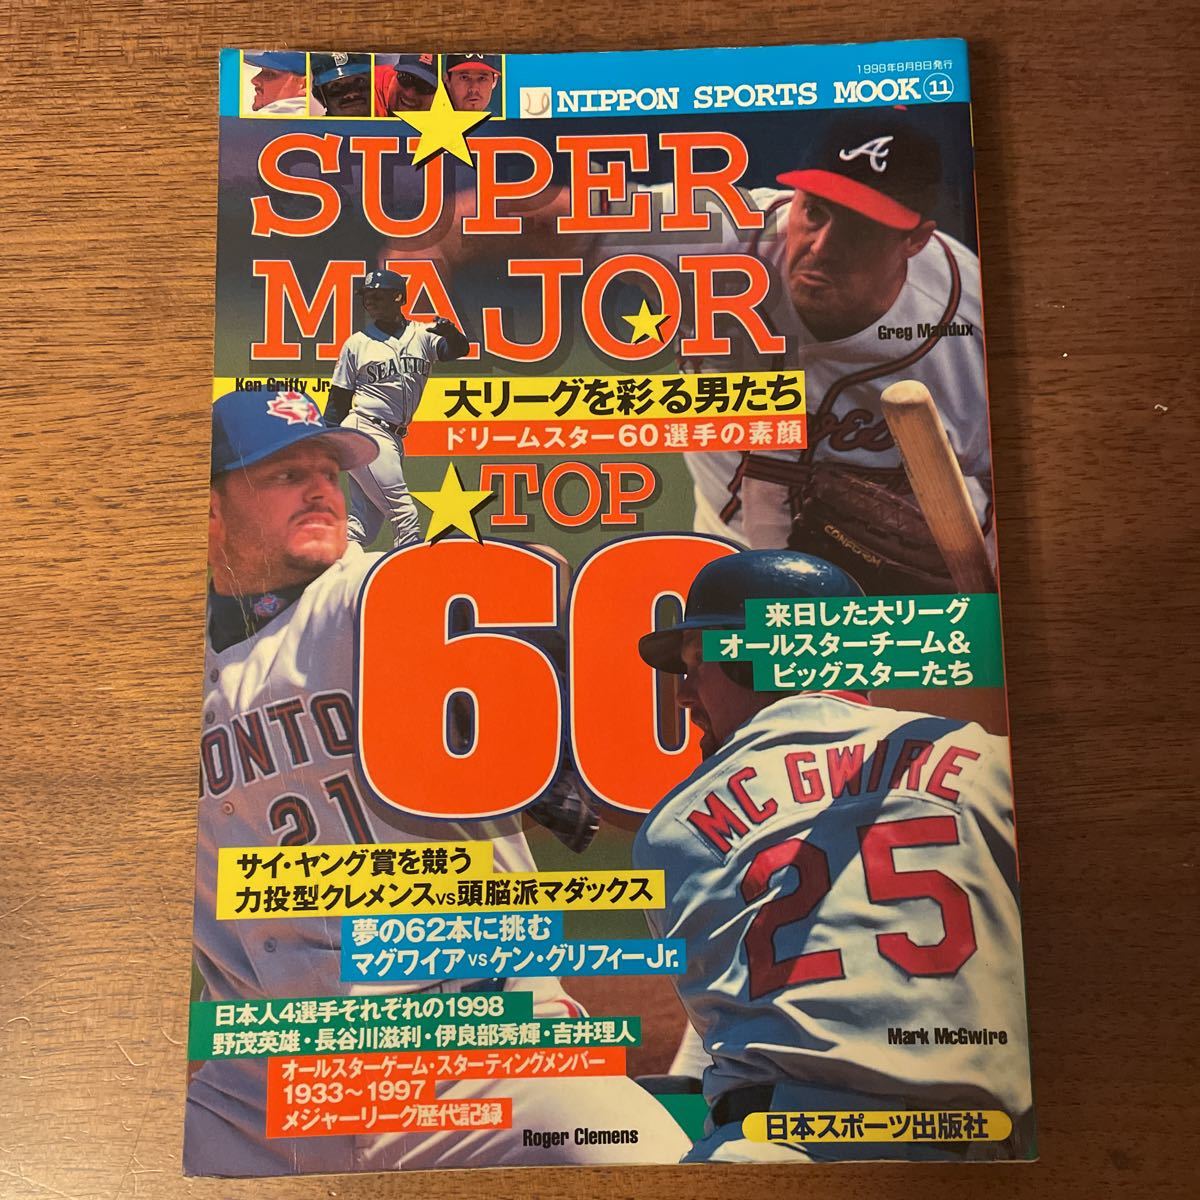 1998年8月8日発行
NIPPON SPORTS MOOK 11
SUPER
MAJOR
Greg Maddux
Ken Griffy Jr.
SEATTLE
大リーグを彩る男たち
ドリームスター60選手の素顔
TOP
60
CONFORM
来日した大リーグ
オールスターチーム&
ビッグスターたち
ONTO
21
MC GWIRE
25
サイ・ヤング賞を競う
力投型クレメンスvs頭脳派マダックス
夢の62本に挑む
マグワイアvsケン・グリフィーJr.
日本人4選手それぞれの1998
野茂英雄・長谷川滋利・伊良部秀輝・吉井理人
オールスターゲーム・スターティングメンバー
1933〜1997
メジャーリーグ歴代記録
Mark McGwire
Roger Clemens
日本スポーツ出版社